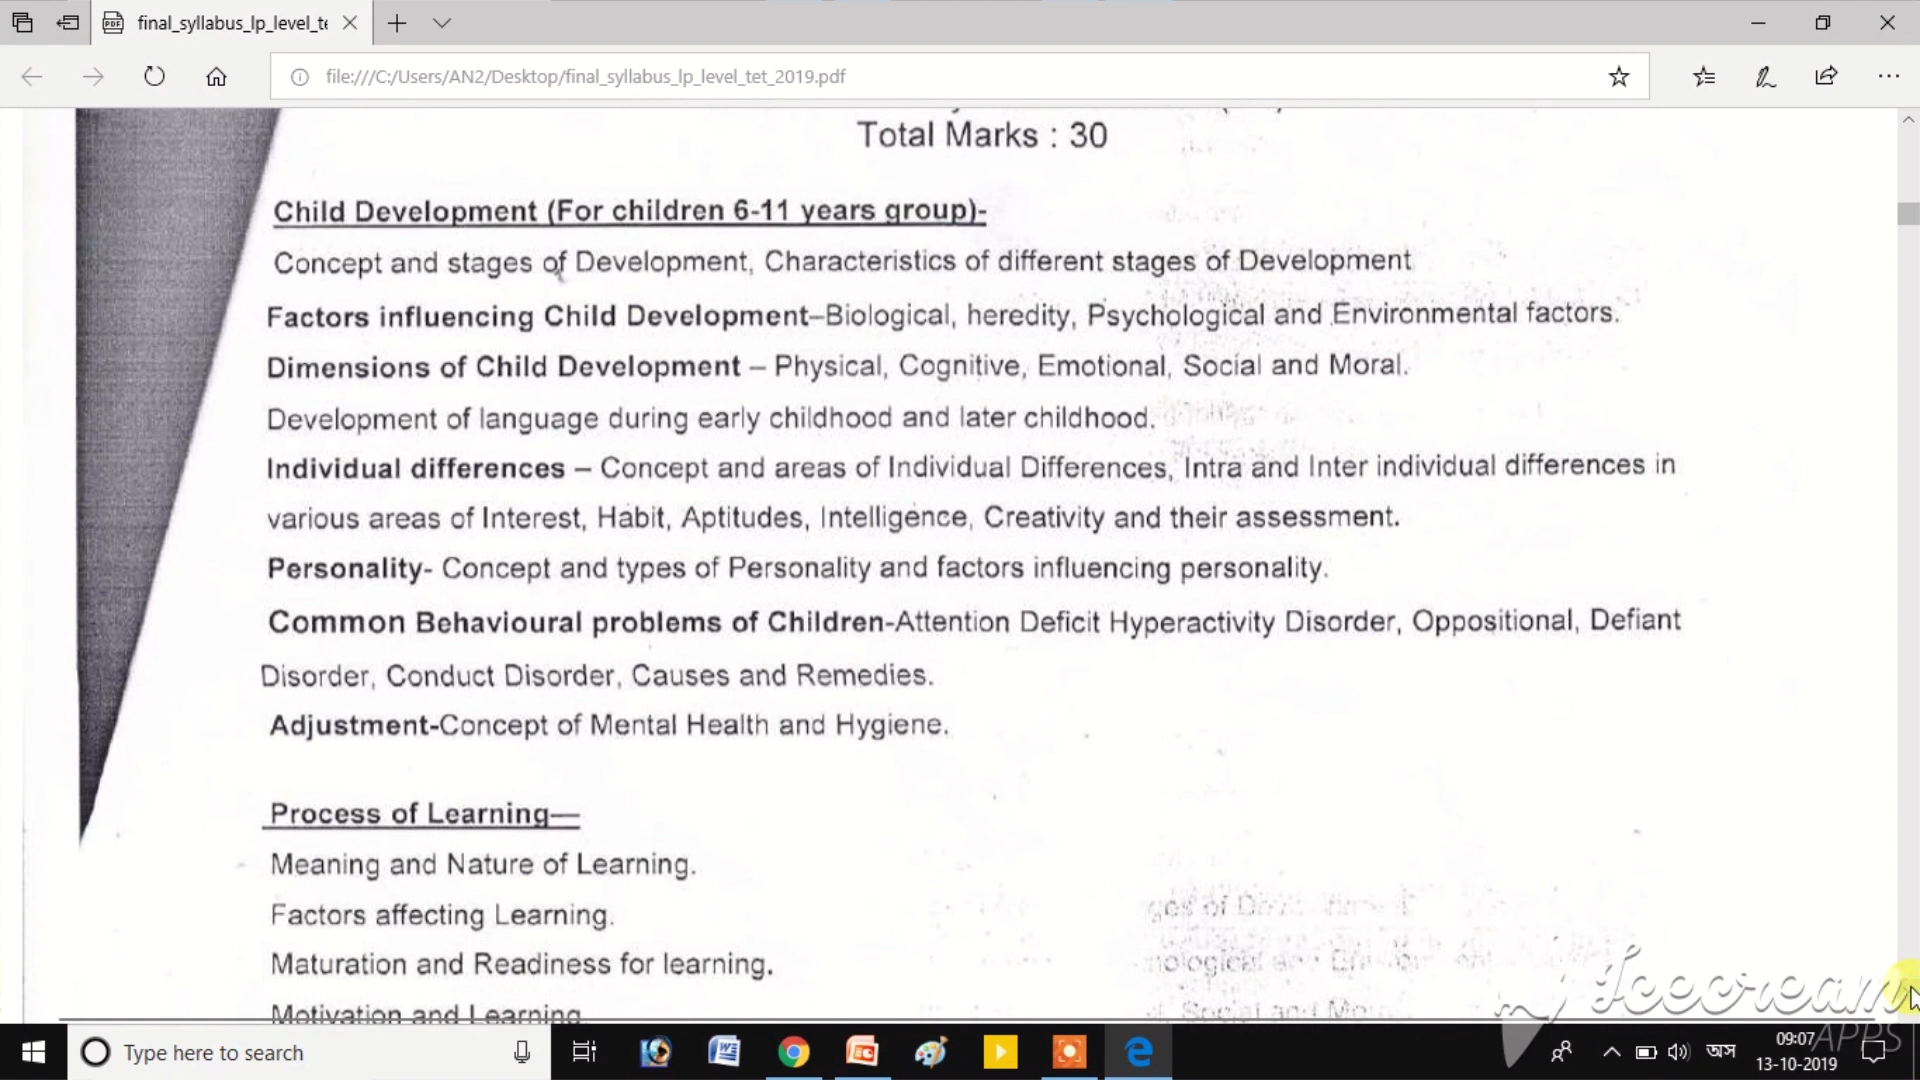 final_syllabus_lp_level_te
file:///C:/Users/AN2/Desktop/final_syllabus_lp_level_tet_2019.pdf
Total Marks : 30
Child Development (For children 6-11 years group)-
Concept and stages of Development, Characteristics of different stages of Development
Factors influencing Child Development–Biological, heredity, Psychological and Environmental factors.
Dimensions of Child Development – Physical, Cognitive, Emotional, Social and Moral.
Development of language during early childhood and later childhood.
Individual differences – Concept and areas of Individual Differences, Intra and Inter individual differences in
various areas of Interest, Habit, Aptitudes, Intelligence, Creativity and their assessment.
Personality- Concept and types of Personality and factors influencing personality.
Common Behavioural problems of Children-Attention Deficit Hyperactivity Disorder, Oppositional, Defiant
Disorder, Conduct Disorder, Causes and Remedies.
Adjustment-Concept of Mental Health and Hygiene.
Process of Learning—
Meaning and Nature of Learning.
Factors affecting Learning.
Maturation and Readiness for learning.
Motivation and Learning
Icecream
APPS
Type here to search
অস
09:07
13-10-2019